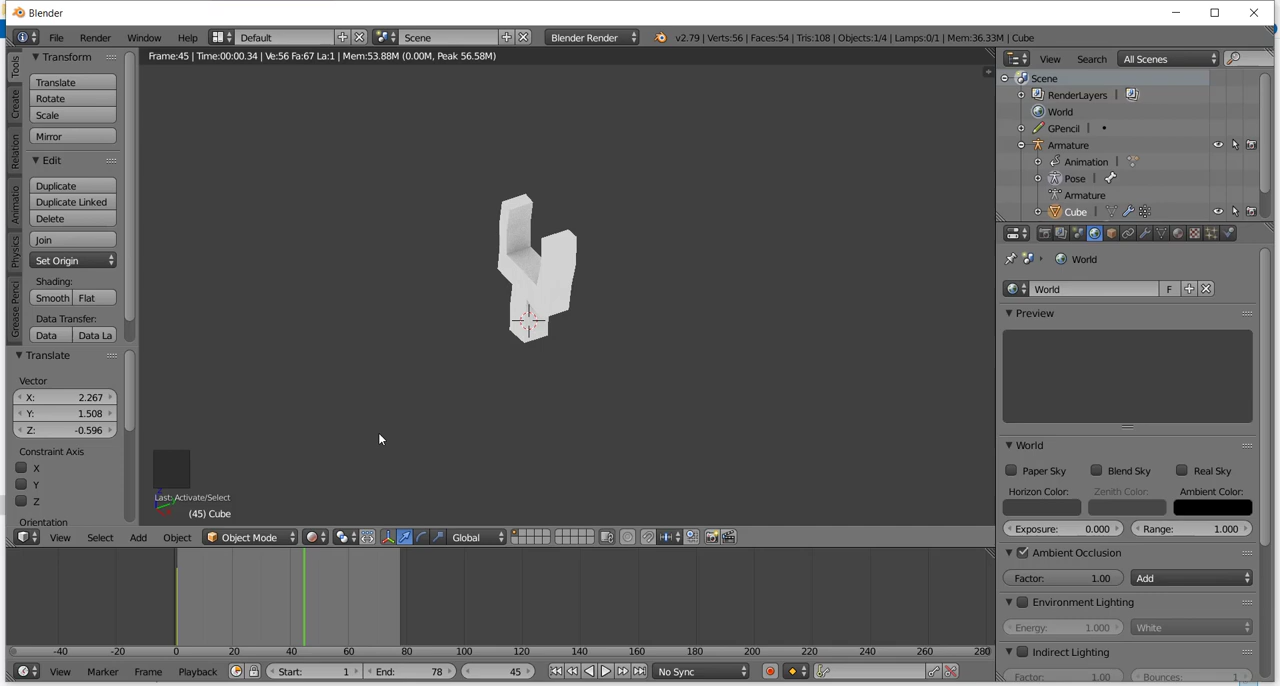 Blender
File Render Window Help Default Scene Blender Render v2.79 | Verts:56 | Faces:54 | Tris:108 | Objects:1/4 | Lamps:0/1 | Mem:36.33M | Cube
Frame:45 | Time:00:00.34 | Ve:56 Fa:67 La:1 | Mem:53.88M (0.00M, Peak 56.58M)
View Search All Scenes
Scene
RenderLayers
World
GPencil
Armature
Animation
Pose
Armature
Cube
Tools
Create
Relation
Animatio
Physics
Grease Penci
Transform
Translate
Rotate
Scale
Mirror
Edit
Duplicate
Duplicate Linked
Delete
Join
Set Origin
Shading:
Smooth Flat
Data Transfer:
Data Data La
Translate
Vector
X: 2.267
Y: 1.508
Z: -0.596
Constraint Axis
X
Y
Z
Orientation
Last: Activate/Select
(45) Cube
View Select Add Object Object Mode Global
World
World F
Preview
World
Paper Sky Blend Sky Real Sky
Horizon Color: Zenith Color: Ambient Color:
Exposure: 0.000 Range: 1.000
Ambient Occlusion
Factor: 1.00 Add
Environment Lighting
Energy: 1.000 White
Indirect Lighting
Factor: 1.00 Bounces: 1
-40 -20 0 20 40 60 80 100 120 140 160 180 200 220 240 260 280
View Marker Frame Playback Start: 1 End: 78 45 No Sync